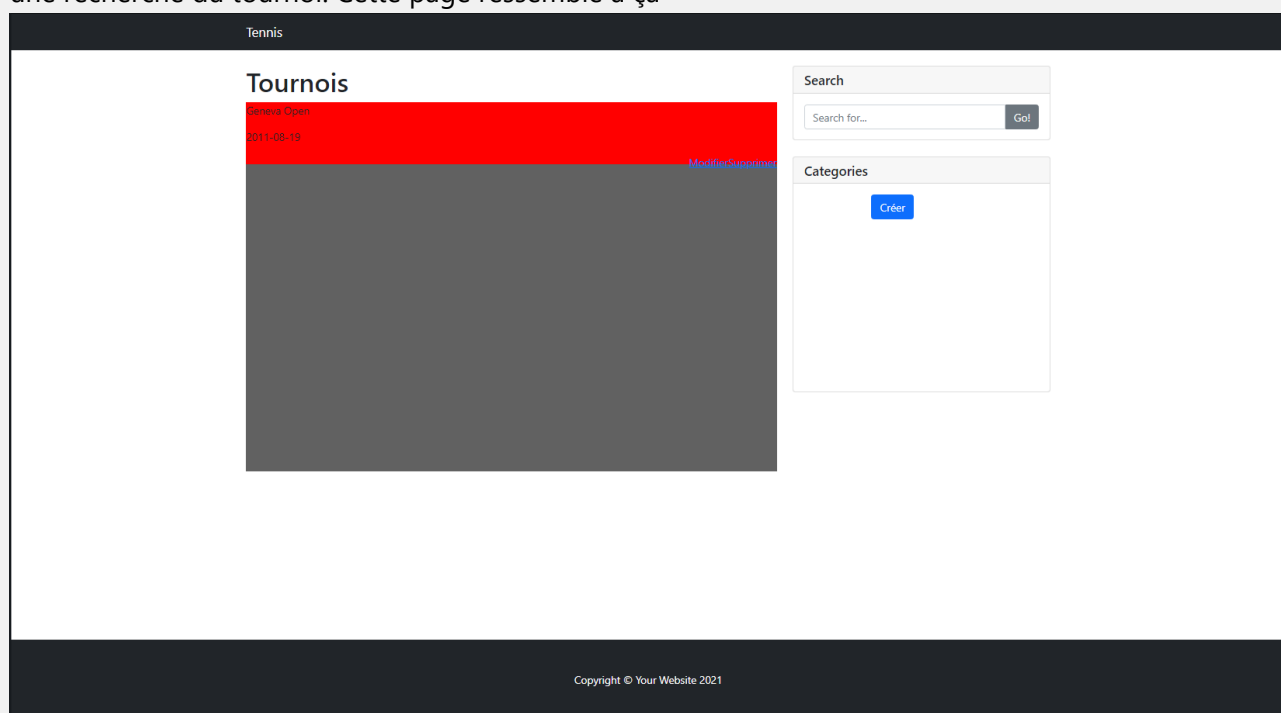 une recherche du tournoi. Cette page ressemble à ça
Tennis
Tournois
Geneva Open
2011-08-19
ModifierSupprimer
Search
Search for...
Go!
Categories
Créer
Copyright © Your Website 2021